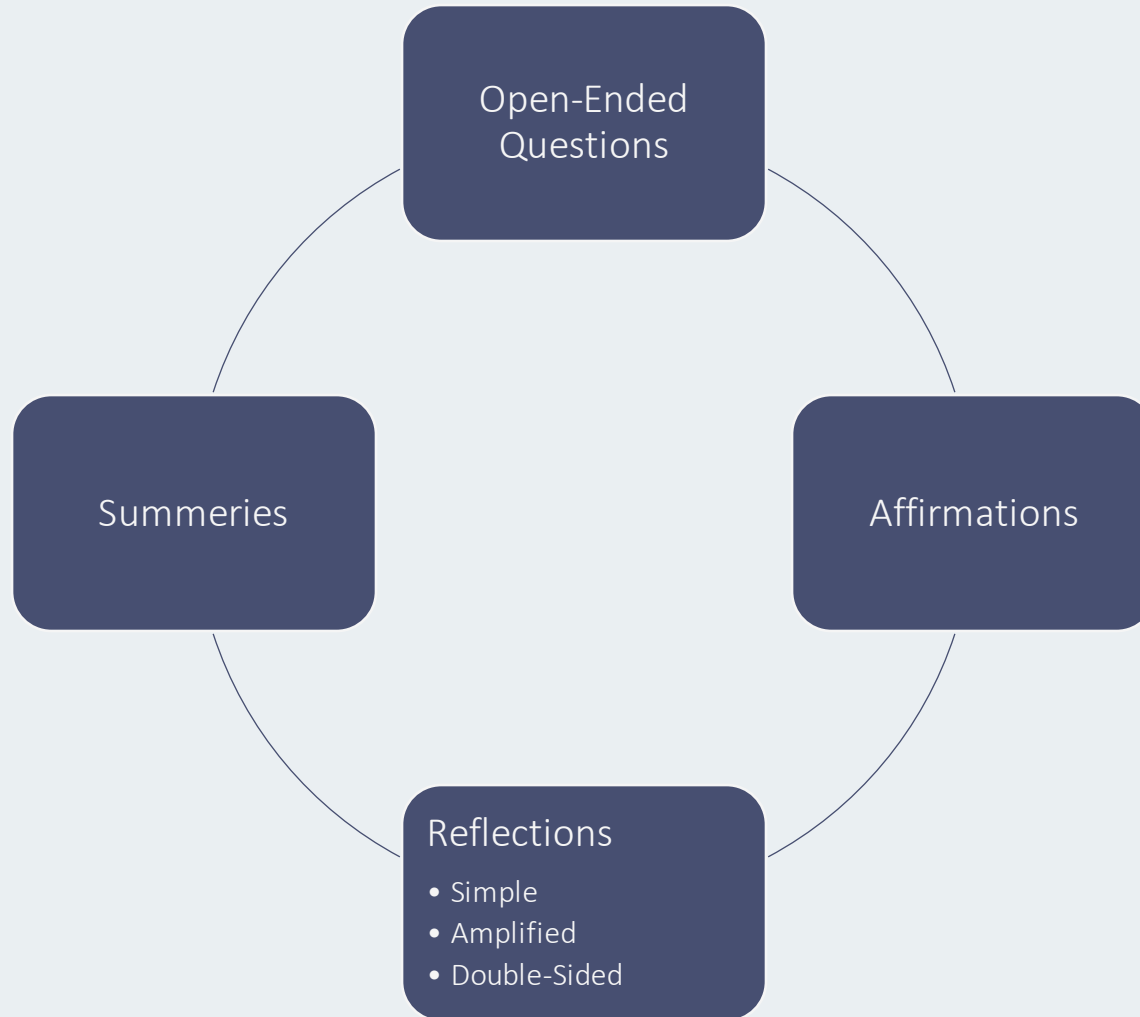 Open-Ended
Questions
Summeries
Affirmations
Reflections
• Simple
• Amplified
• Double-Sided